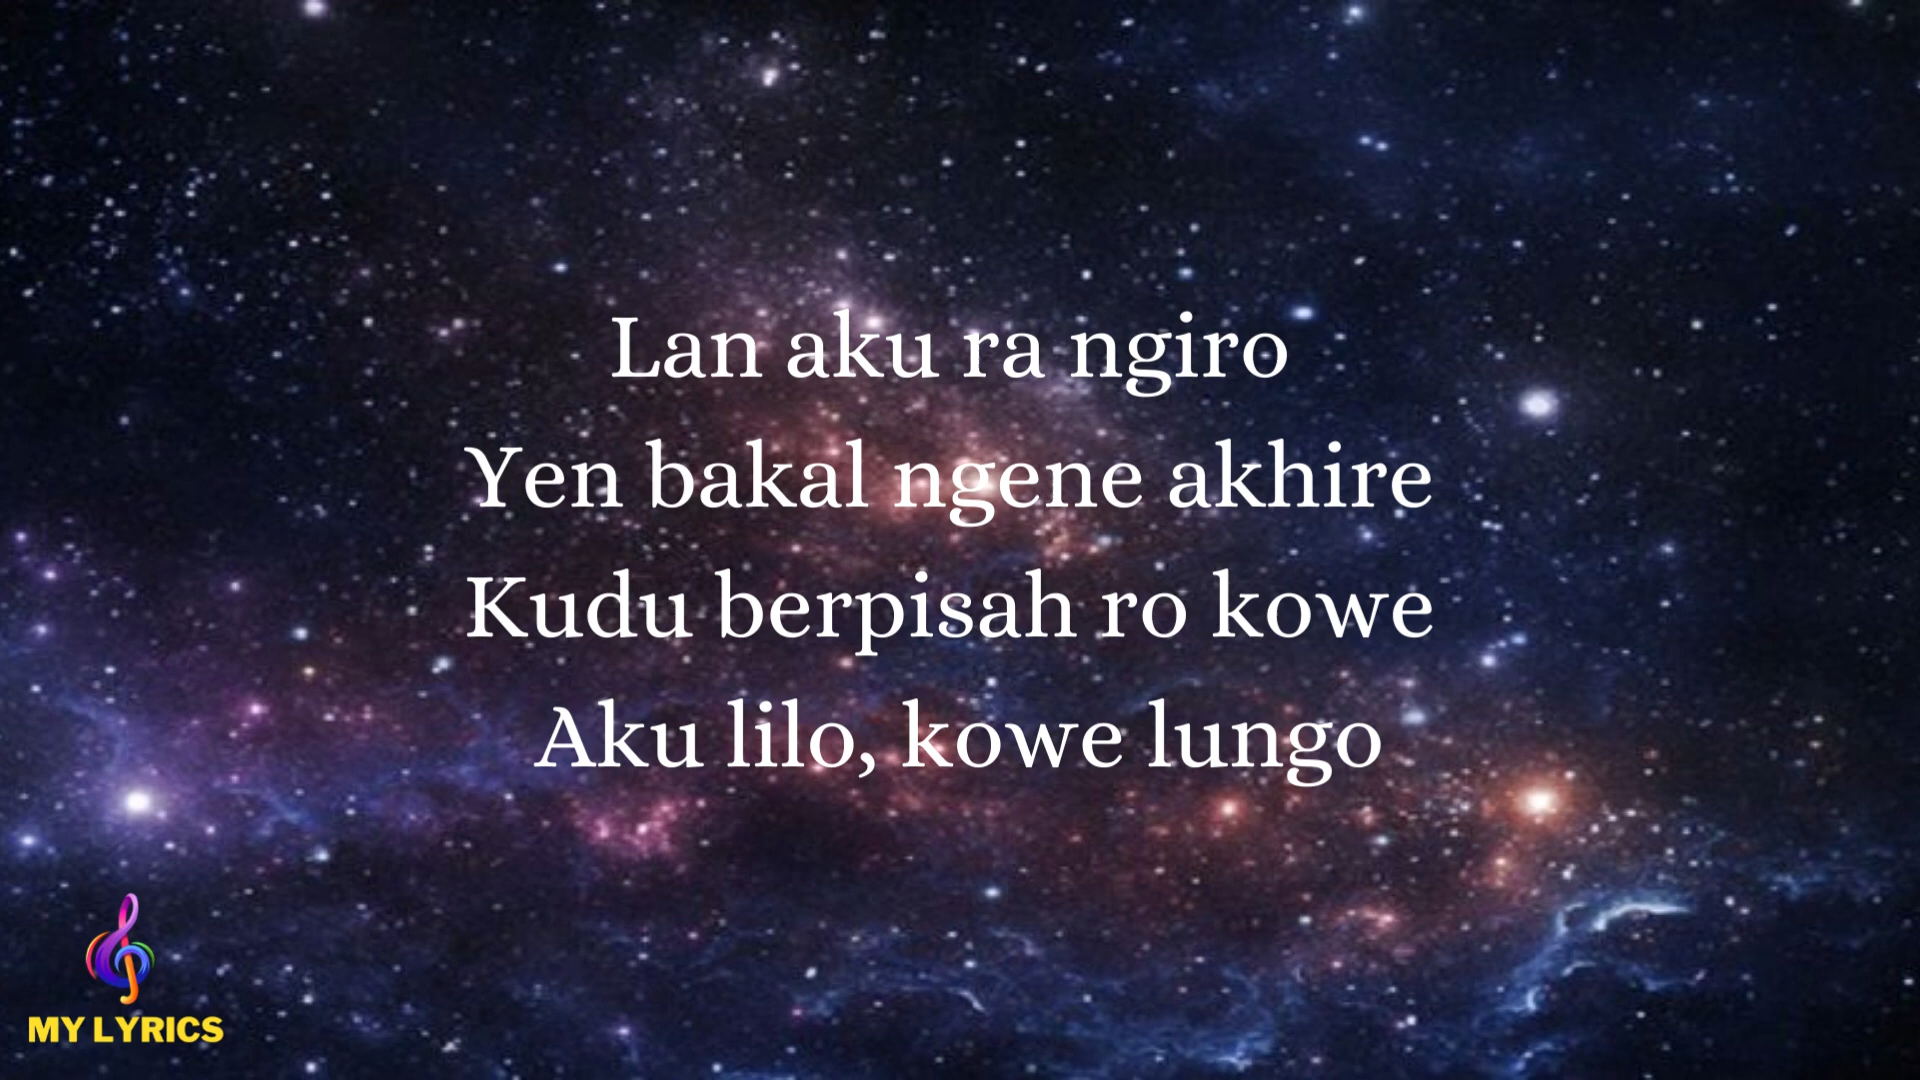 Lan aku ra ngiro
Yen bakal ngene akhire
Kudu berpisah ro kowe
Aku lilo, kowe lungo
MY LYRICS